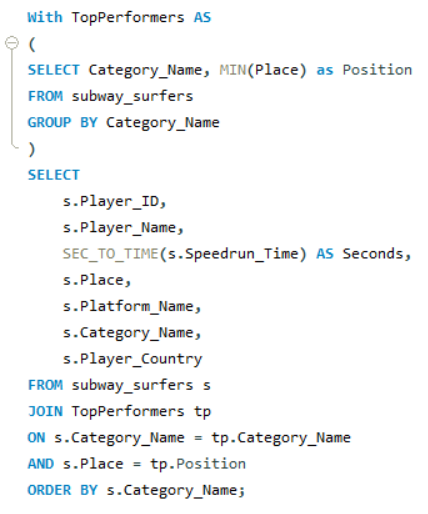 With TopPerformers AS
(
SELECT Category_Name, MIN(Place) as Position
FROM subway_surfers
GROUP BY Category_Name
)
SELECT
    s.Player_ID,
    s.Player_Name,
    SEC_TO_TIME(s.Speedrun_Time) AS Seconds,
    s.Place,
    s.Platform_Name,
    s.Category_Name,
    s.Player_Country
FROM subway_surfers s
JOIN TopPerformers tp
ON s.Category_Name = tp.Category_Name
AND s.Place = tp.Position
ORDER BY s.Category_Name;